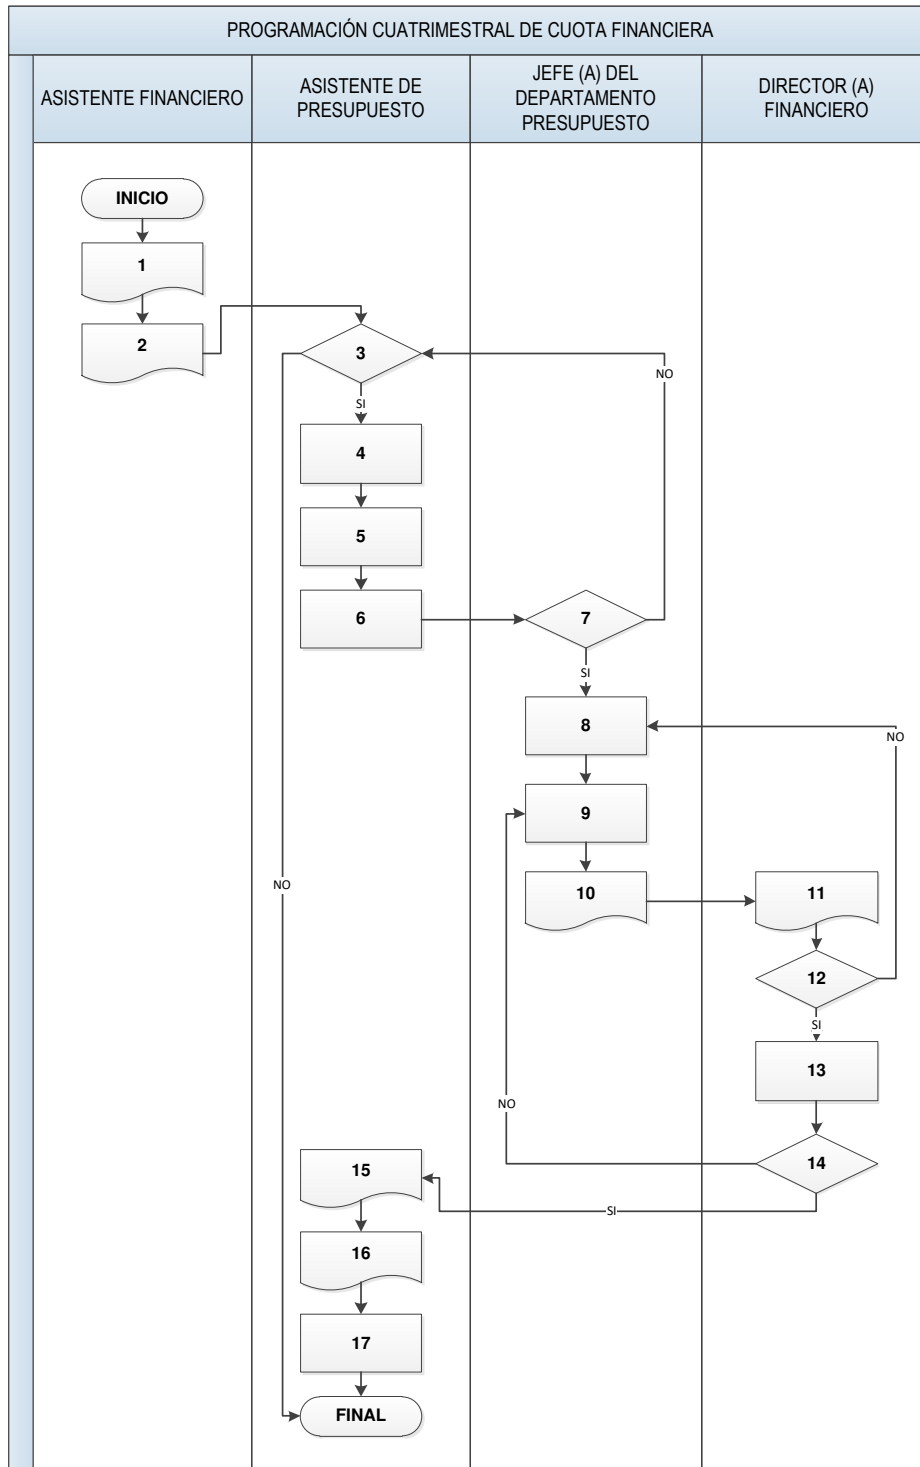 PROGRAMACIÓN CUATRIMESTRAL DE CUOTA FINANCIERA
ASISTENTE FINANCIERO
ASISTENTE DE
PRESUPUESTO
JEFE (A) DEL
DEPARTAMENTO
PRESUPUESTO
DIRECTOR (A)
FINANCIERO
INICIO
1
2
3
NO
SI
4
5
6
7
SI
8
NO
9
NO
10
11
12
SI
13
NO
14
15
SI
16
17
FINAL